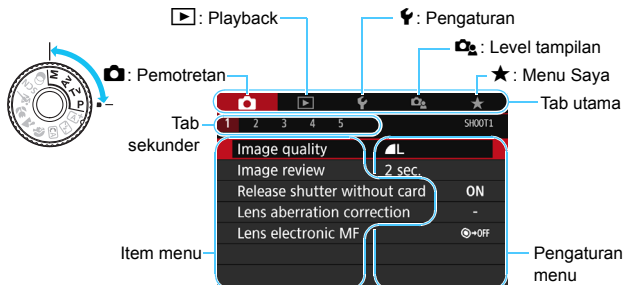 : Playback
: Pengaturan
: Level tampilan
: Pemotretan
: Menu Saya
Tab utama
Tab sekunder
1 2 3 4 5 SHOOT1
Image quality L
Image review 2 sec.
Release shutter without card ON
Lens aberration correction -
Lens electronic MF OFF
Item menu
Pengaturan menu
M
Av
Tv
P